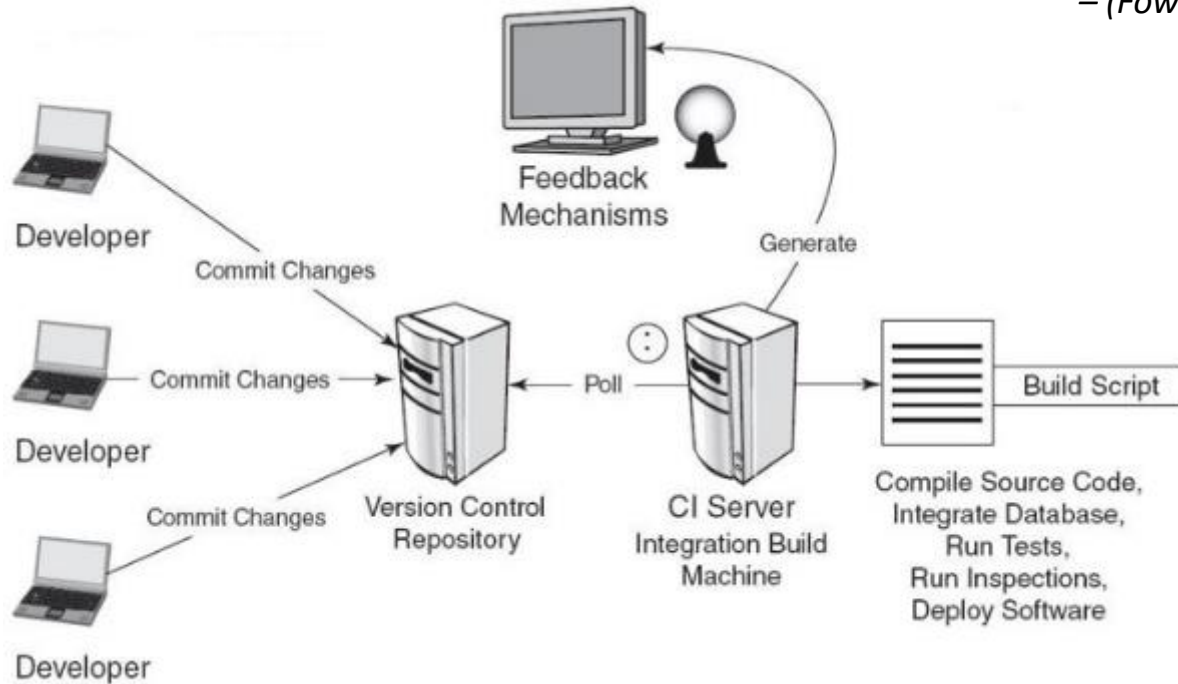 – (Fow
Feedback
Mechanisms
Developer
Commit Changes
Generate
Developer
Commit Changes
Poll
Build Script
Version Control
Repository
CI Server
Integration Build
Machine
Compile Source Code,
Integrate Database,
Run Tests,
Run Inspections,
Deploy Software
Commit Changes
Developer